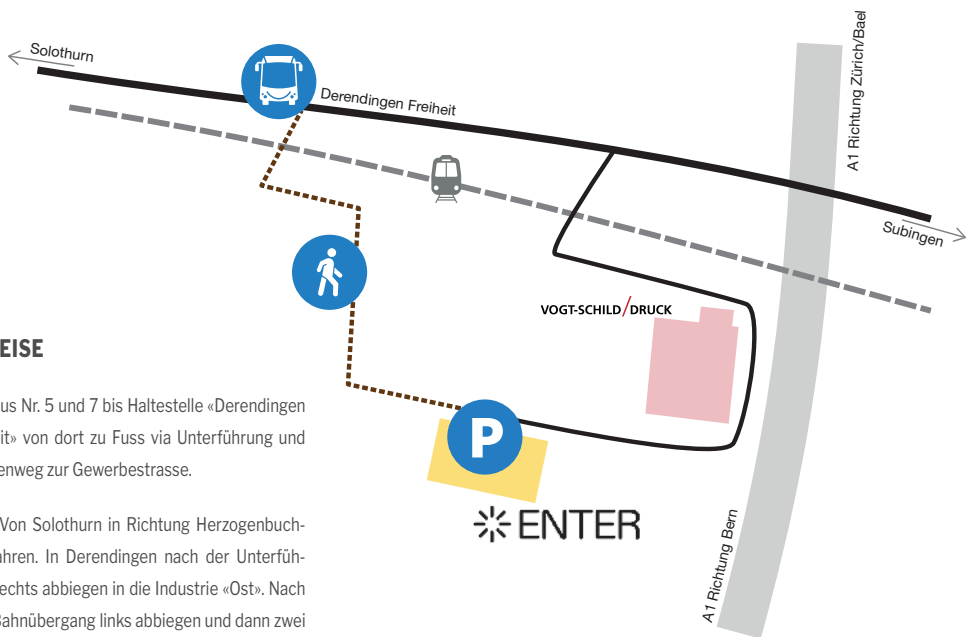 Solothurn
Derendingen Freiheit
A1 Richtung Zürich/Bael
Subingen
VOGT-SCHILD/DRUCK
EISE
us Nr. 5 und 7 bis Haltestelle «Derendingen
it» von dort zu Fuss via Unterführung und
enweg zur Gewerbestrasse.
P
ENTER
Von Solothurn in Richtung Herzogenbuch-
ahren. In Derendingen nach der Unterfüh-
echts abbiegen in die Industrie «Ost». Nach
Bahnübergang links abbiegen und dann zwei
A1 Richtung Bern